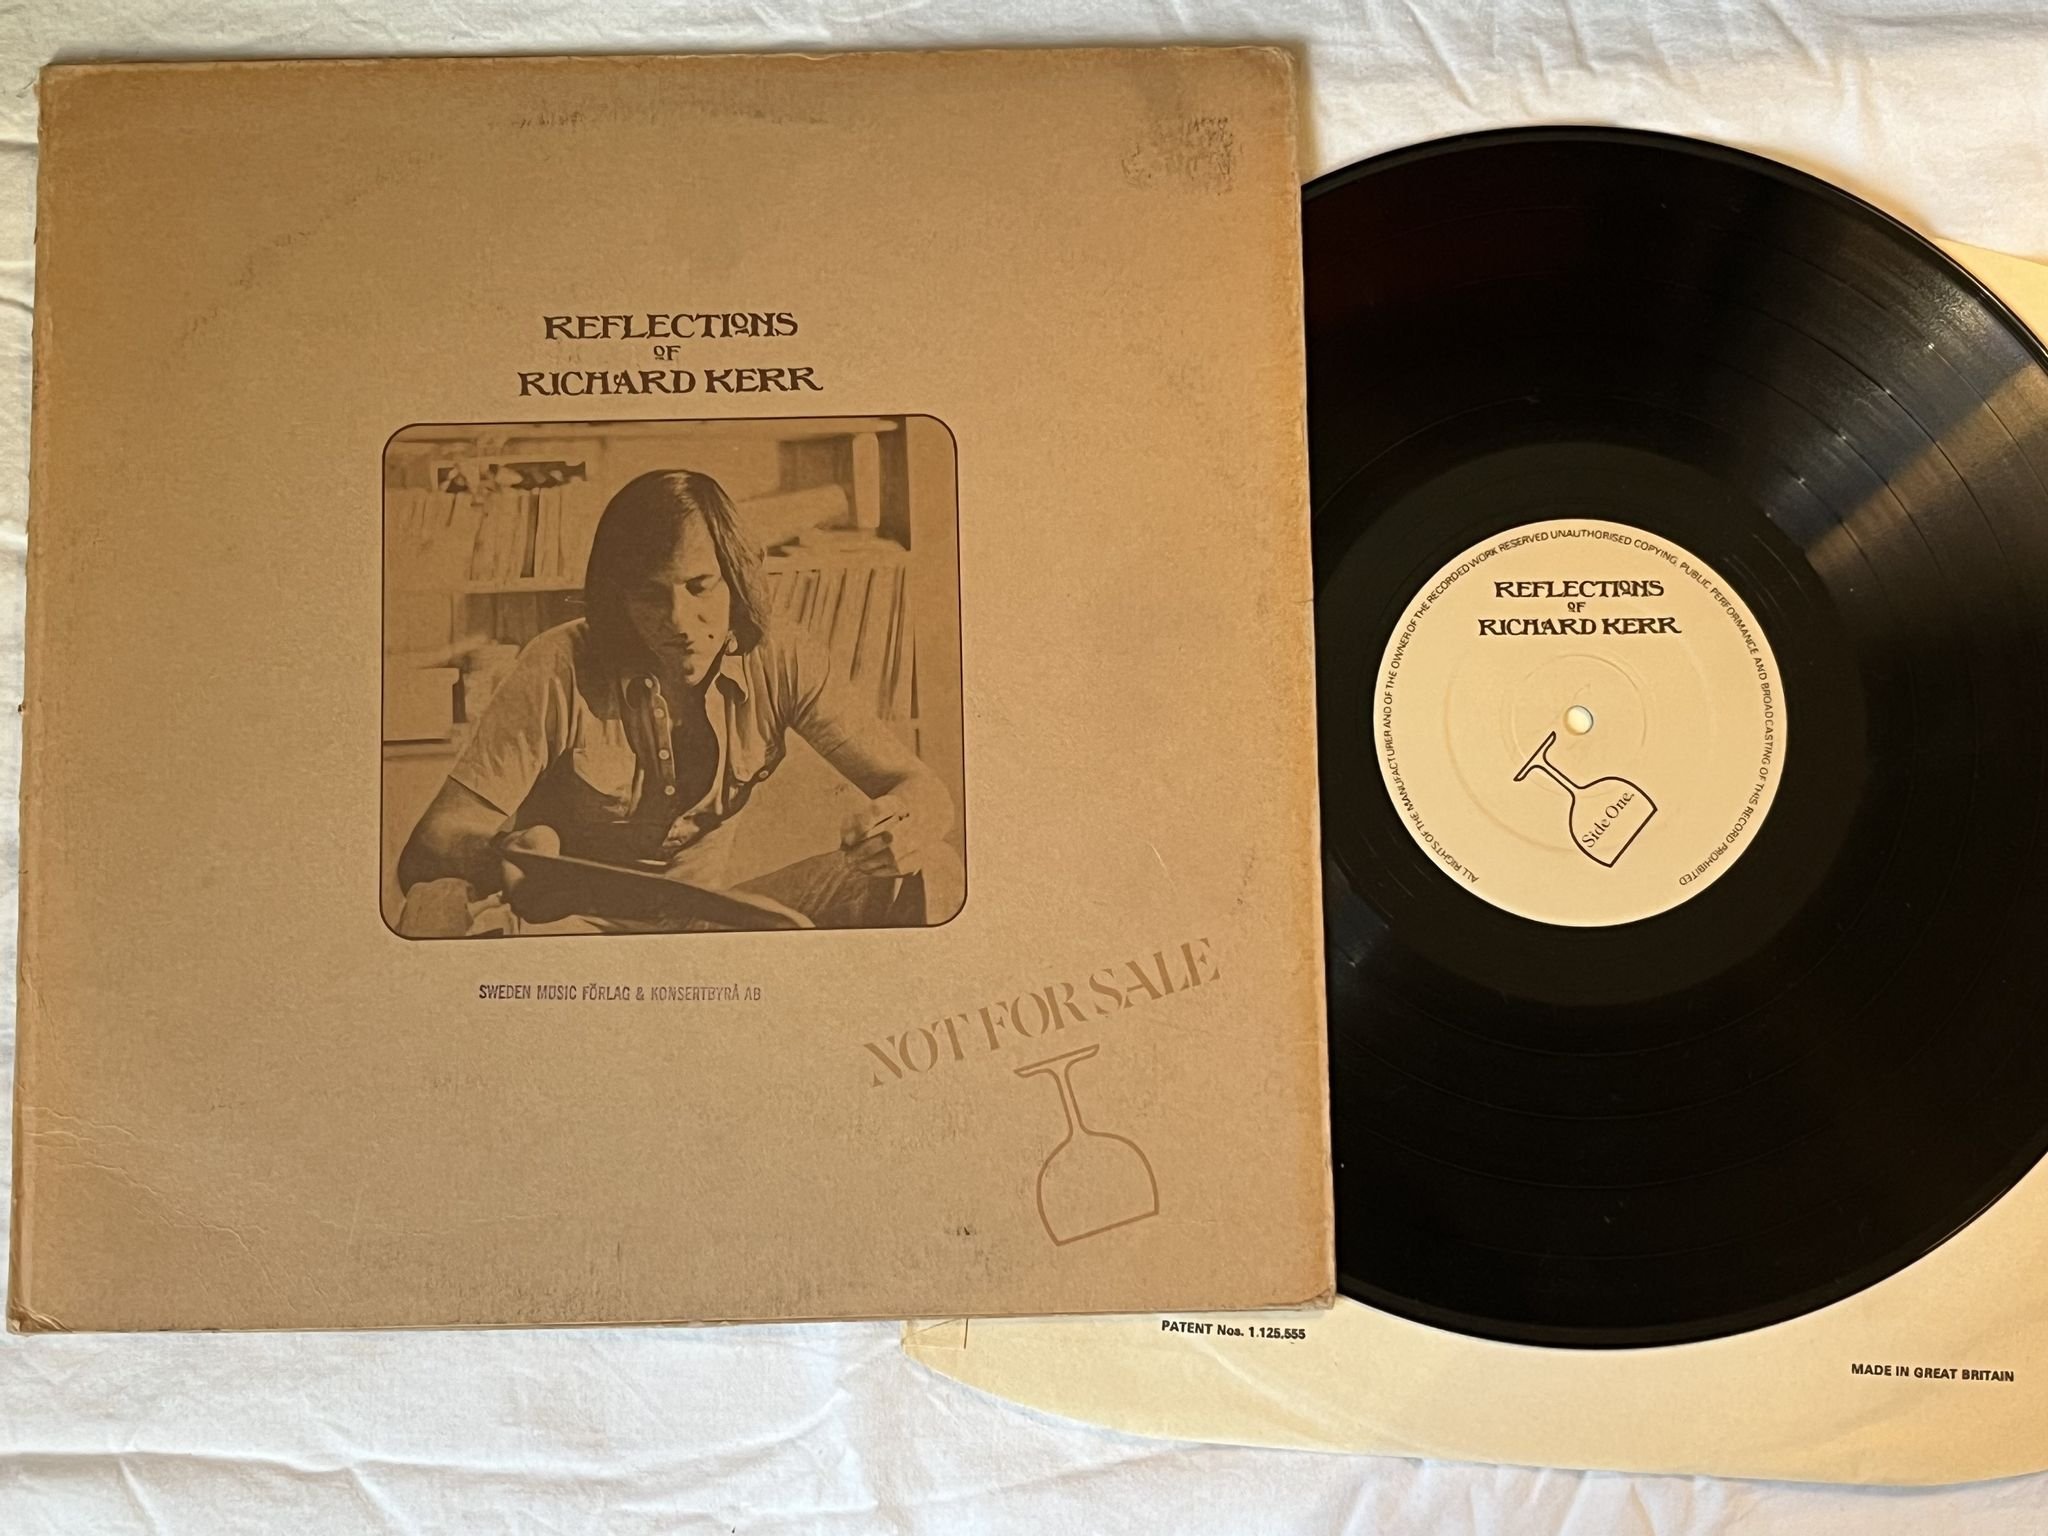 REFLECTIONS
OF
RICHARD KERR
SWEDEN MUSIC FÖRLAG & KONSERTBYRÅ AB
NOT FOR SALE
ALL RIGHTS OF THE MANUFACTURER AND OF THE OWNER OF THE RECORDED WORK RESERVED UNAUTHORISED COPYING, PUBLIC PERFORMANCE AND BROADCASTING OF THIS RECORD PROHIBITED
REFLECTIONS
OF
RICHARD KERR
Side One.
PATENT Nos. 1.125.555
MADE IN GREAT BRITAIN